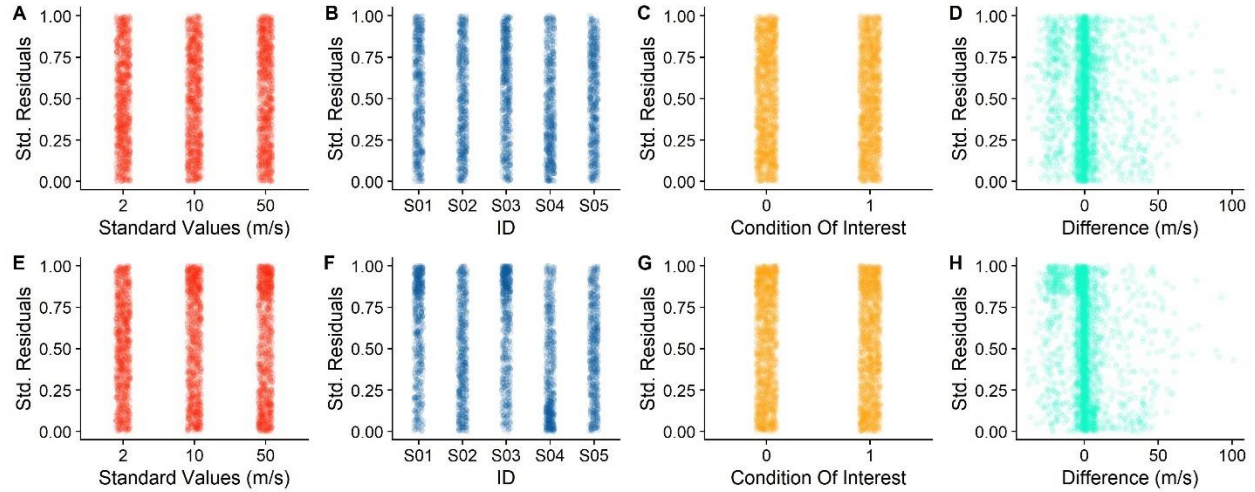 A
Std. Residuals
1.00
0.75
0.50
0.25
0.00
2 10 50
Standard Values (m/s)
B
Std. Residuals
1.00
0.75
0.50
0.25
0.00
S01 S02 S03 S04 S05
ID
C
Std. Residuals
1.00
0.75
0.50
0.25
0.00
0 1
Condition Of Interest
D
Std. Residuals
1.00
0.75
0.50
0.25
0.00
0 50 100
Difference (m/s)
E
Std. Residuals
1.00
0.75
0.50
0.25
0.00
2 10 50
Standard Values (m/s)
F
Std. Residuals
1.00
0.75
0.50
0.25
0.00
S01 S02 S03 S04 S05
ID
G
Std. Residuals
1.00
0.75
0.50
0.25
0.00
0 1
Condition Of Interest
H
Std. Residuals
1.00
0.75
0.50
0.25
0.00
0 50 100
Difference (m/s)